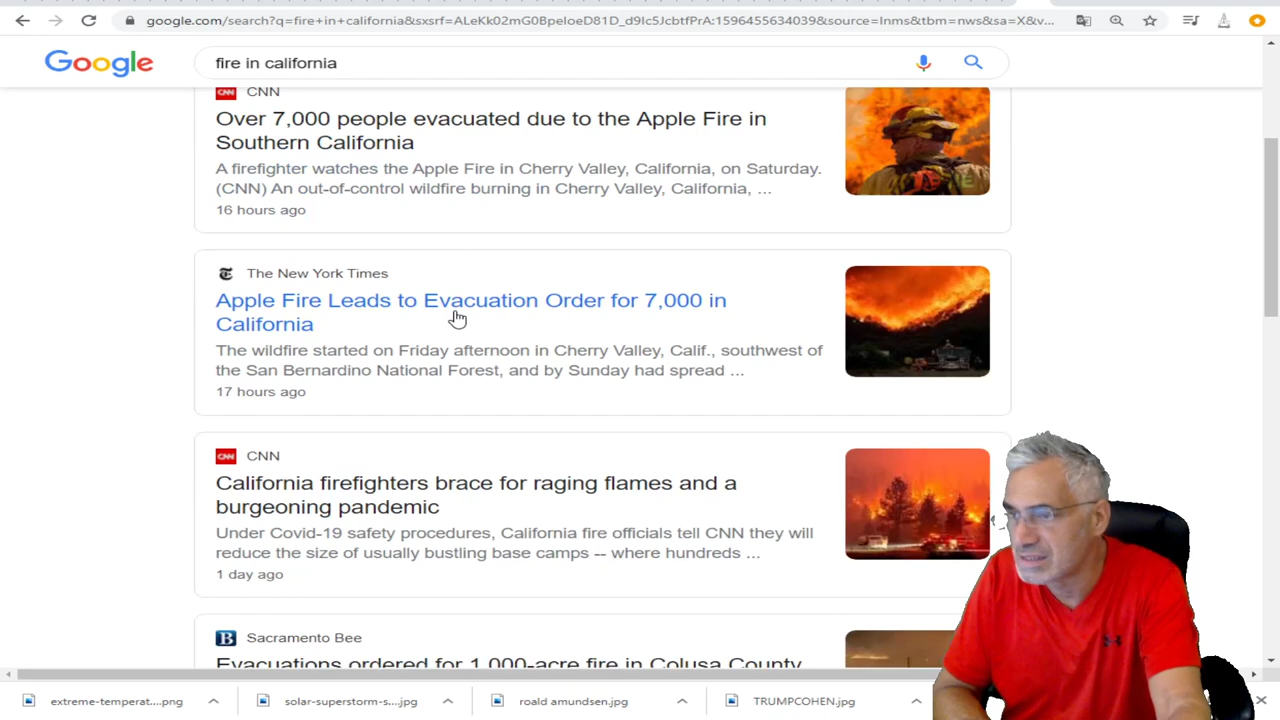 google.com/search?q=fire+in+california&sxsrf=ALeKk02mG0BpeIoeD81D_d9Ic5JcbtfPrA:1596455634039&source=lnms&tbm=nws&sa=X&v...
Google
fire in california
CNN
CNN
Over 7,000 people evacuated due to the Apple Fire in
Southern California
A firefighter watches the Apple Fire in Cherry Valley, California, on Saturday.
(CNN) An out-of-control wildfire burning in Cherry Valley, California, ...
16 hours ago
The New York Times
Apple Fire Leads to Evacuation Order for 7,000 in
California
The wildfire started on Friday afternoon in Cherry Valley, Calif., southwest of
the San Bernardino National Forest, and by Sunday had spread ...
17 hours ago
CNN
CNN
California firefighters brace for raging flames and a
burgeoning pandemic
Under Covid-19 safety procedures, California fire officials tell CNN they will
reduce the size of usually bustling base camps -- where hundreds ...
1 day ago
B
Sacramento Bee
Evacuations ordered for 1,000-acre fire in Colusa County
extreme-temperat....png
solar-superstorm-s....jpg
roald amundsen.jpg
TRUMPCOHEN.jpg